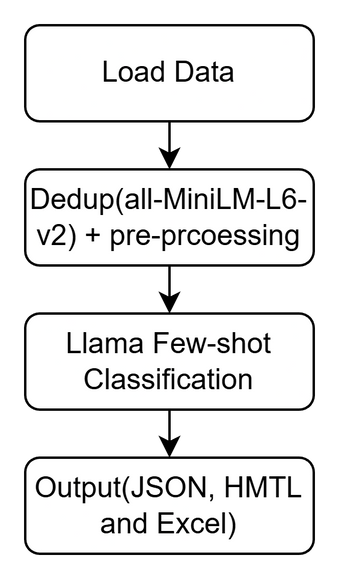 Load Data
Dedup(all-MiniLM-L6-
v2) + pre-prcoessing
Llama Few-shot
Classification
Output(JSON, HMTL
and Excel)